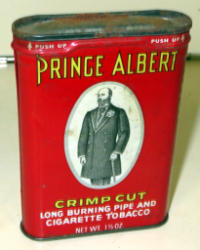 PUSH UP PUSH UP
PRINCE ALBERT
CRIMP CUT
LONG BURNING PIPE AND
CIGARETTE TOBACCO
NET WT. 1½ OZ.